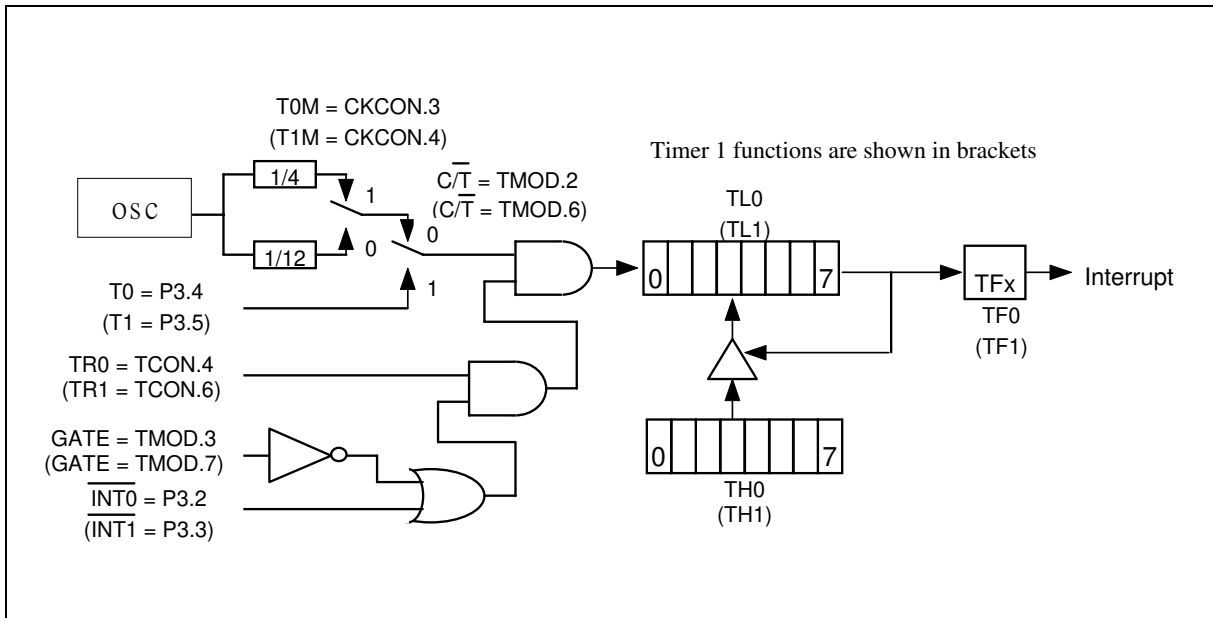 T0M = CKCON.3
(T1M = CKCON.4)
Timer 1 functions are shown in brackets
1/4
1
C/T̅ = TMOD.2
(C/T̅ = TMOD.6)
OSC
0
TL0
(TL1)
1/12
0
0
7
TFx
Interrupt
T0 = P3.4
(T1 = P3.5)
1
TF0
(TF1)
TR0 = TCON.4
(TR1 = TCON.6)
GATE = TMOD.3
(GATE = TMOD.7)
0
7
I̅N̅T̅0̅ = P3.2
(I̅N̅T̅1̅ = P3.3)
TH0
(TH1)